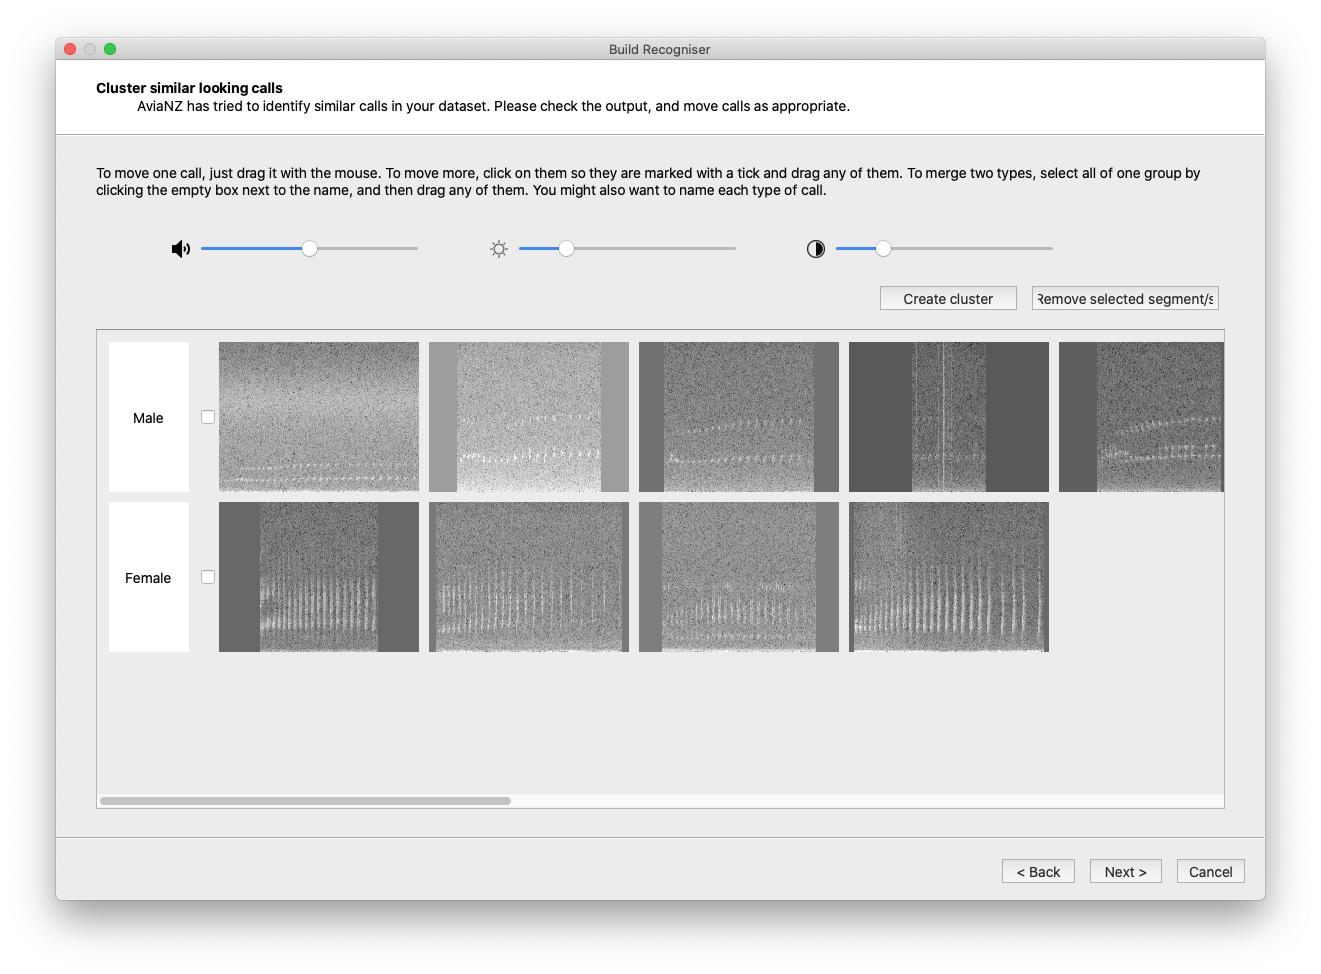 Build Recogniser
Cluster similar looking calls
AviaNZ has tried to identify similar calls in your dataset. Please check the output, and move calls as appropriate.
To move one call, just drag it with the mouse. To move more, click on them so they are marked with a tick and drag any of them. To merge two types, select all of one group by
clicking the empty box next to the name, and then drag any of them. You might also want to name each type of call.
Create cluster
Remove selected segment/s
Male
Female
< Back
Next >
Cancel